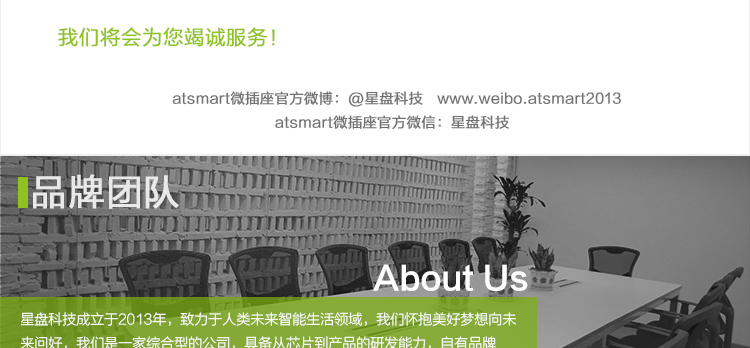 我们将会为您竭诚服务！
atsmart微插座官方微博：@星盘科技 www.weibo.atsmart2013
atsmart微插座官方微信：星盘科技
品牌团队
About Us
星盘科技成立于2013年，致力于人类未来智能生活领域，我们怀抱美好梦想向未
来问好，我们是一家综合型的公司，具备从芯片到产品的研发能力，自有品牌